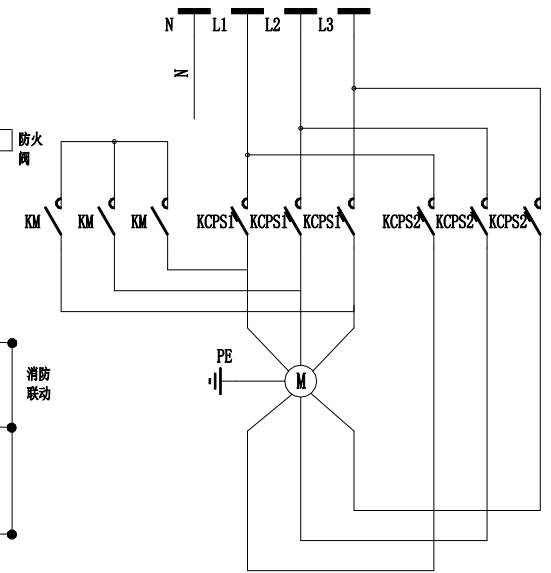 N L1 L2 L3
N
防火
阀
KM KM KM KCPS1 KCPS1 KCPS1 KCPS2 KCPS2 KCPS2
PE
M
消防
联动